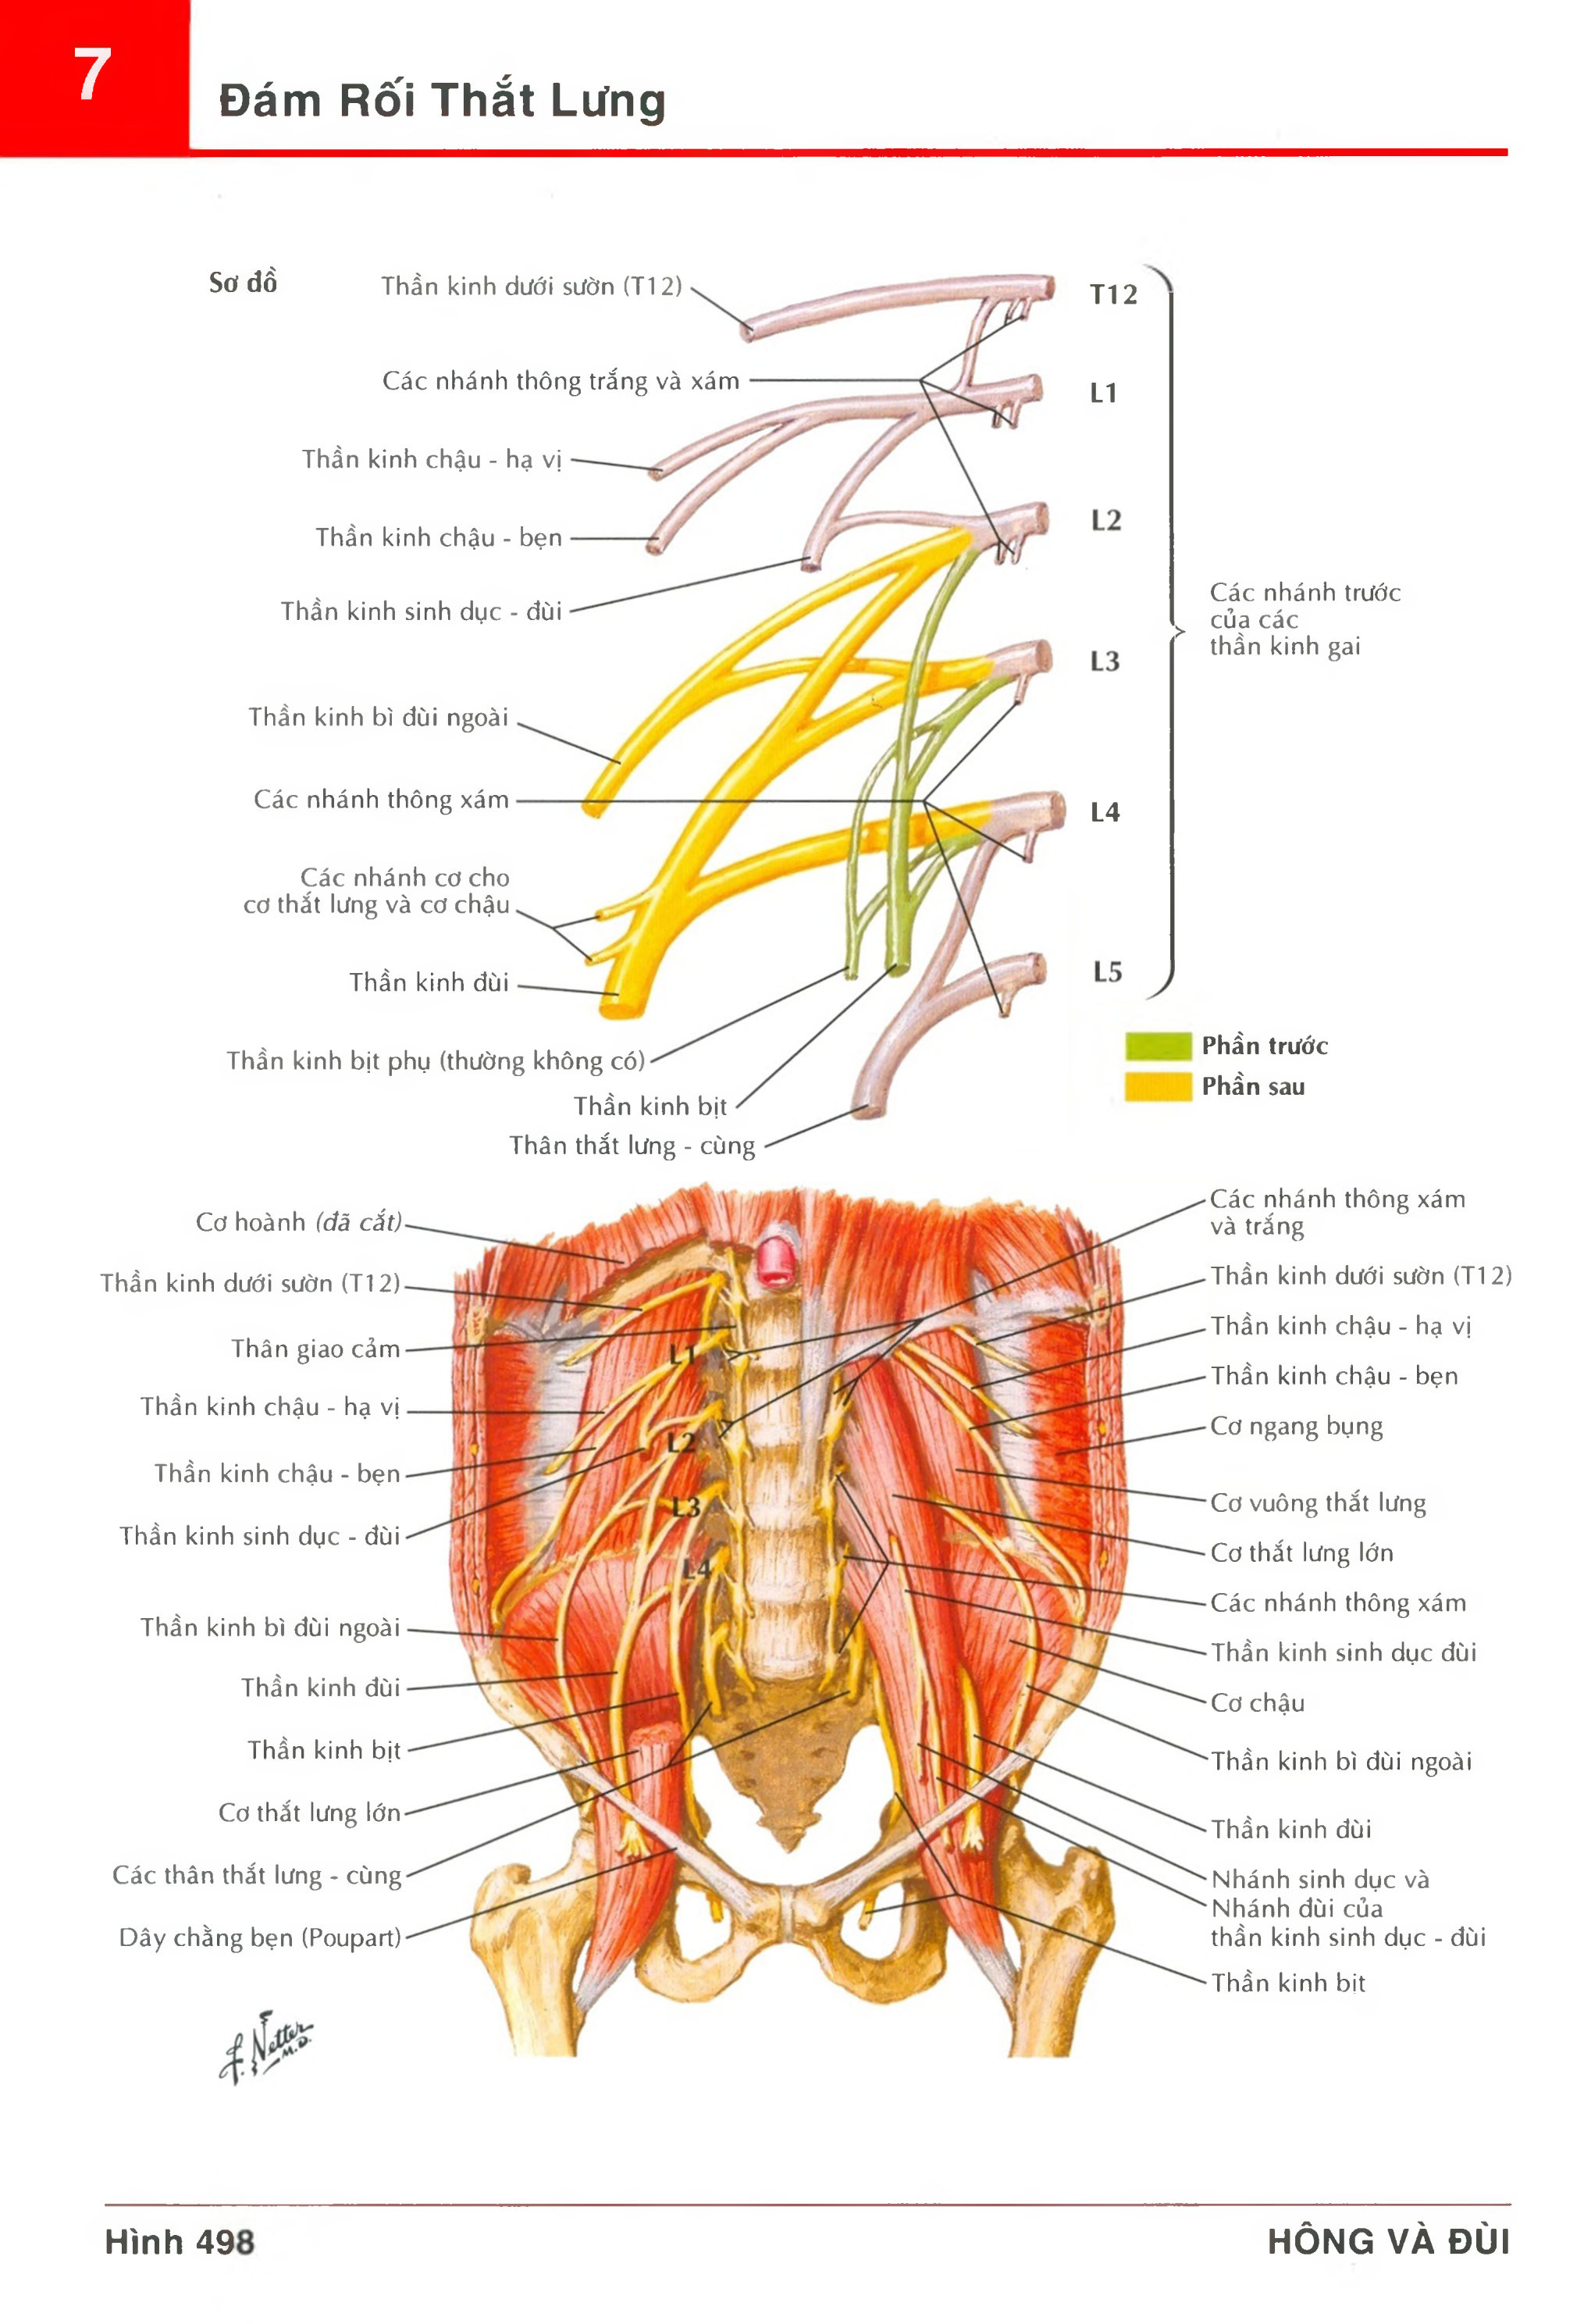 7
Đám Rối Thắt Lưng
Sơ đồ
Thần kinh dưới sườn (T12)
T12
Các nhánh thông trắng và xám
L1
Thần kinh chậu - hạ vị
Thần kinh chậu - bẹn
L2
Thần kinh sinh dục - đùi
Các nhánh trước
của các
thần kinh gai
L3
Thần kinh bì đùi ngoài
Các nhánh thông xám
L4
Các nhánh cơ cho
cơ thắt lưng và cơ chậu
Thần kinh đùi
L5
Thần kinh bịt phụ (thường không có)
Thần kinh bịt
Thân thắt lưng - cùng
Phần trước
Phần sau
Cơ hoành (đã cắt)
Thần kinh dưới sườn (T12)
Thân giao cảm
Thần kinh chậu - hạ vị
Thần kinh chậu - bẹn
Thần kinh sinh dục - đùi
Thần kinh bì đùi ngoài
Thần kinh đùi
Thần kinh bịt
Cơ thắt lưng lớn
Các thân thắt lưng - cùng
Dây chằng bẹn (Poupart)
L1
L2
L3
L4
Các nhánh thông xám
và trắng
Thần kinh dưới sườn (T12)
Thần kinh chậu - hạ vị
Thần kinh chậu - bẹn
Cơ ngang bụng
Cơ vuông thắt lưng
Cơ thắt lưng lớn
Các nhánh thông xám
Thần kinh sinh dục đùi
Cơ chậu
Thần kinh bì đùi ngoài
Thần kinh đùi
Nhánh sinh dục và
Nhánh đùi của
thần kinh sinh dục - đùi
Thần kinh bịt
F. Netter
M.D.
Hình 498
HÔNG VÀ ĐÙI